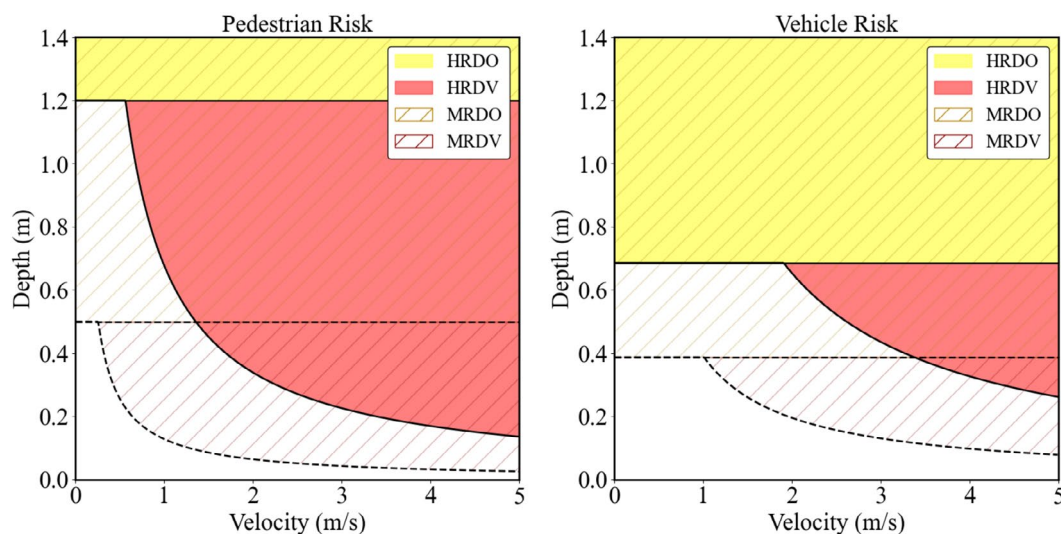 Pedestrian Risk
1.4
1.2
1.0
0.8
0.6
0.4
0.2
0.0
Depth (m)
HRDO
HRDV
MRDO
MRDV
0 1 2 3 4 5
Velocity (m/s)
Vehicle Risk
1.4
1.2
1.0
0.8
0.6
0.4
0.2
0.0
Depth (m)
HRDO
HRDV
MRDO
MRDV
0 1 2 3 4 5
Velocity (m/s)